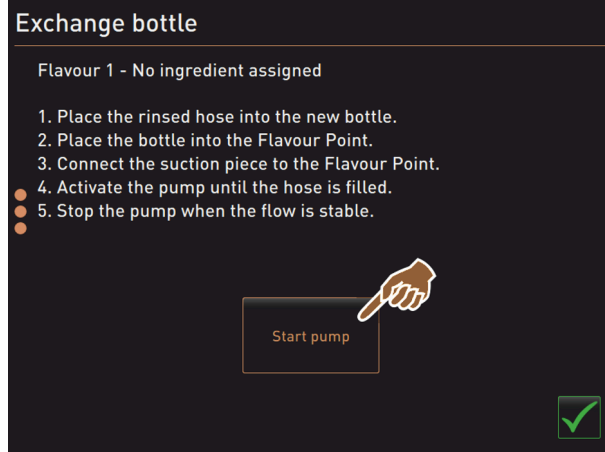 Exchange bottle
Flavour 1 - No ingredient assigned
1. Place the rinsed hose into the new bottle.
2. Place the bottle into the Flavour Point.
3. Connect the suction piece to the Flavour Point.
4. Activate the pump until the hose is filled.
5. Stop the pump when the flow is stable.
Start pump